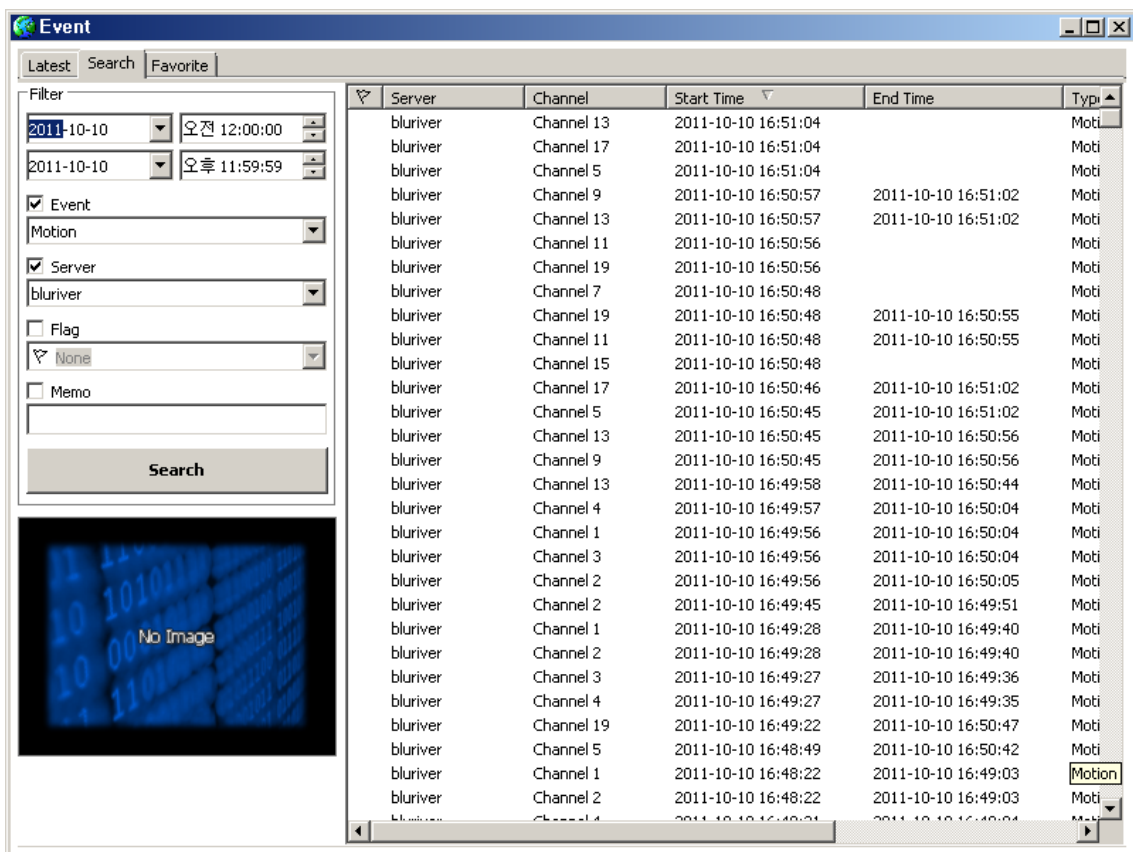 Event
Latest Search Favorite
Filter
2011-10-10 오전 12:00:00
2011-10-10 오후 11:59:59
Event
Motion
Server
bluriver
Flag
None
Memo
Search
No Image
Server Channel Start Time End Time Typ
bluriver Channel 13 2011-10-10 16:51:04 Moti
bluriver Channel 17 2011-10-10 16:51:04 Moti
bluriver Channel 5 2011-10-10 16:51:04 Moti
bluriver Channel 9 2011-10-10 16:50:57 2011-10-10 16:51:02 Moti
bluriver Channel 13 2011-10-10 16:50:57 2011-10-10 16:51:02 Moti
bluriver Channel 11 2011-10-10 16:50:56 Moti
bluriver Channel 19 2011-10-10 16:50:56 Moti
bluriver Channel 7 2011-10-10 16:50:48 Moti
bluriver Channel 19 2011-10-10 16:50:48 2011-10-10 16:50:55 Moti
bluriver Channel 11 2011-10-10 16:50:48 2011-10-10 16:50:55 Moti
bluriver Channel 15 2011-10-10 16:50:48 Moti
bluriver Channel 17 2011-10-10 16:50:46 2011-10-10 16:51:02 Moti
bluriver Channel 5 2011-10-10 16:50:45 2011-10-10 16:51:02 Moti
bluriver Channel 13 2011-10-10 16:50:45 2011-10-10 16:50:56 Moti
bluriver Channel 9 2011-10-10 16:50:45 2011-10-10 16:50:56 Moti
bluriver Channel 13 2011-10-10 16:49:58 2011-10-10 16:50:44 Moti
bluriver Channel 4 2011-10-10 16:49:57 2011-10-10 16:50:04 Moti
bluriver Channel 1 2011-10-10 16:49:56 2011-10-10 16:50:04 Moti
bluriver Channel 3 2011-10-10 16:49:56 2011-10-10 16:50:04 Moti
bluriver Channel 2 2011-10-10 16:49:56 2011-10-10 16:50:05 Moti
bluriver Channel 2 2011-10-10 16:49:45 2011-10-10 16:49:51 Moti
bluriver Channel 1 2011-10-10 16:49:28 2011-10-10 16:49:40 Moti
bluriver Channel 2 2011-10-10 16:49:28 2011-10-10 16:49:40 Moti
bluriver Channel 3 2011-10-10 16:49:27 2011-10-10 16:49:36 Moti
bluriver Channel 4 2011-10-10 16:49:27 2011-10-10 16:49:35 Moti
bluriver Channel 19 2011-10-10 16:49:22 2011-10-10 16:50:47 Moti
bluriver Channel 5 2011-10-10 16:48:49 2011-10-10 16:50:42 Moti
bluriver Channel 1 2011-10-10 16:48:22 2011-10-10 16:49:03 Motion
bluriver Channel 2 2011-10-10 16:48:22 2011-10-10 16:49:03 Moti